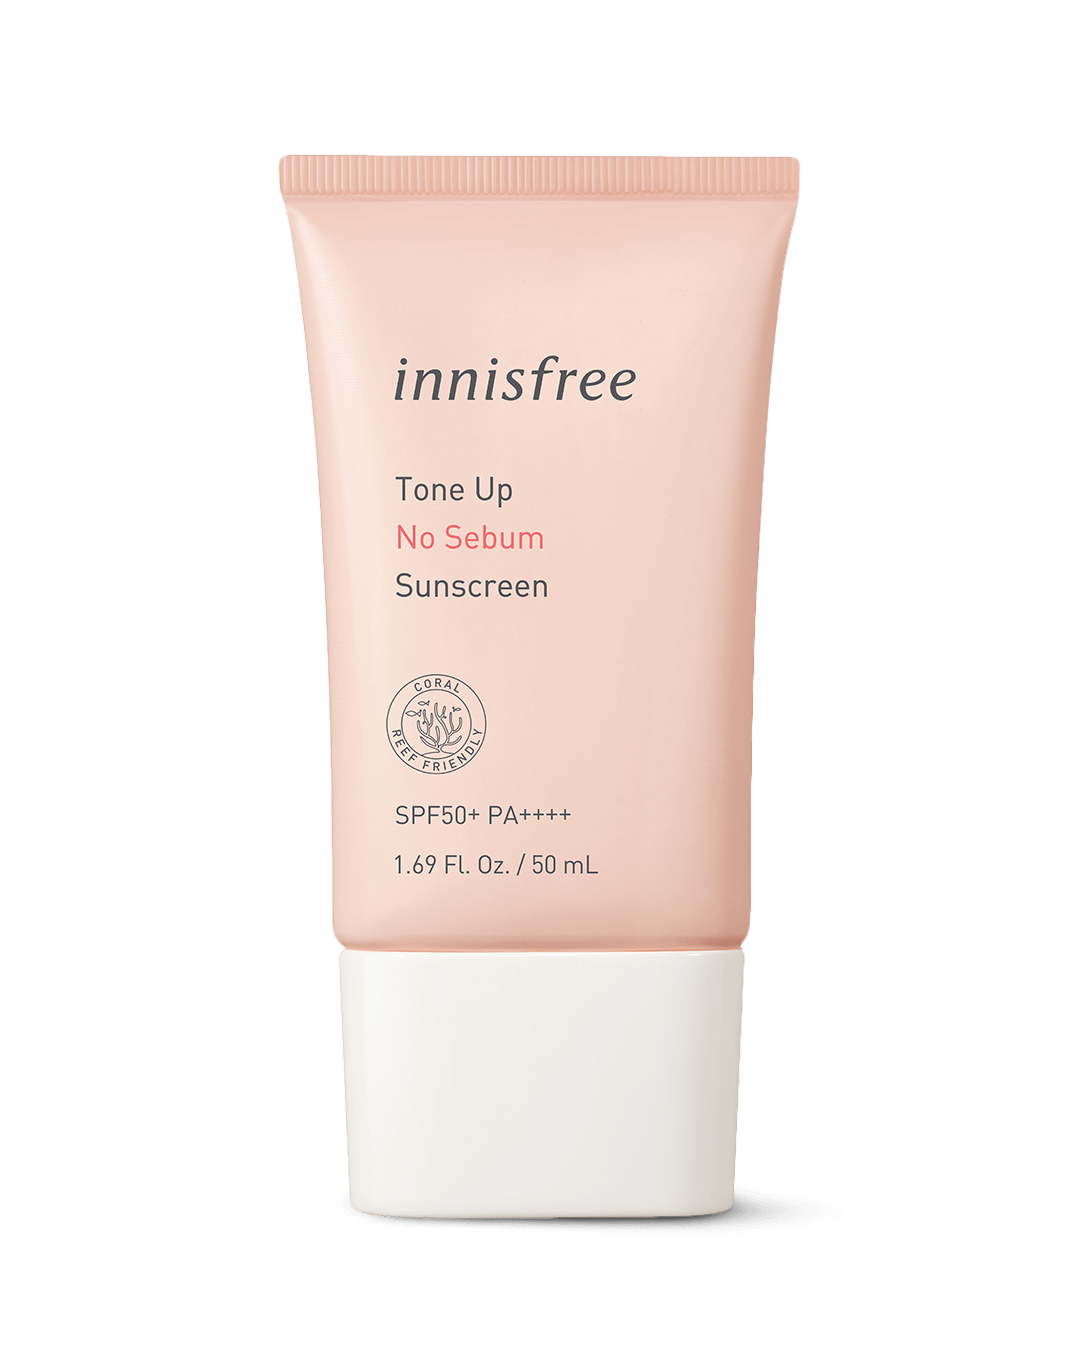 innisfree
Tone Up
No Sebum
Sunscreen
CORAL
REEF FRIENDLY
SPF50+ PA++++
1.69 Fl. Oz. / 50 mL